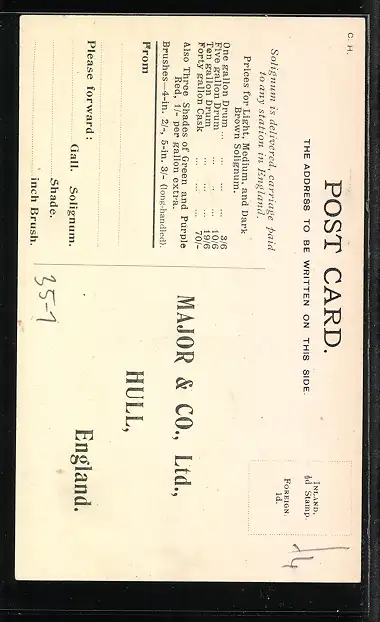 C. H.
POST CARD.
THE ADDRESS TO BE WRITTEN ON THIS SIDE.
INLAND,
½d Stamp.
FOREIGN
1d.
Solignum is delivered, carriage paid
to any station in England.
Prices for Light, Medium, and Dark
Brown Solignum.
One gallon Drum... ... ... ... 3/6
Five gallon Drum ... ... ... 10/6
Ten gallon Drum ... ... ... 19/6
Forty gallon Cask ... ... ... 70/-
Also Three Shades of Green and Purple
Red, 1/- per gallon extra.
Brushes—4-in. 2/-, 5-in. 3/- (long-handled).
From
Please forward:
Gall. Solignum.
Shade.
inch Brush.
MAJOR & CO., Ltd.,
HULL,
England.
35-1